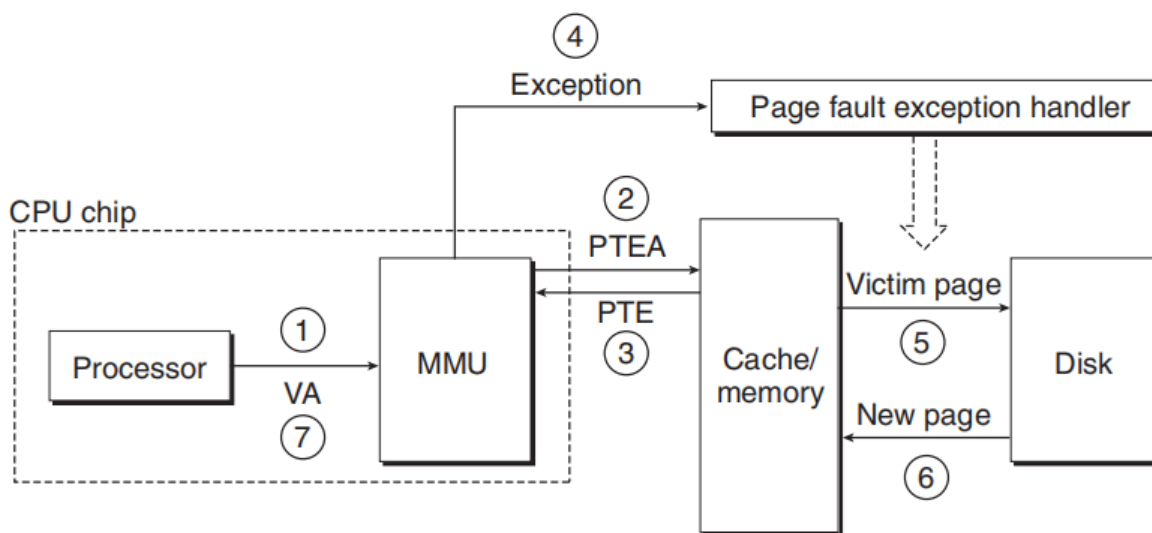 4
Exception
Page fault exception handler
CPU chip
2
PTEA
Victim page
1
PTE
Processor
MMU
3
Cache/
memory
5
Disk
VA
New page
7
6